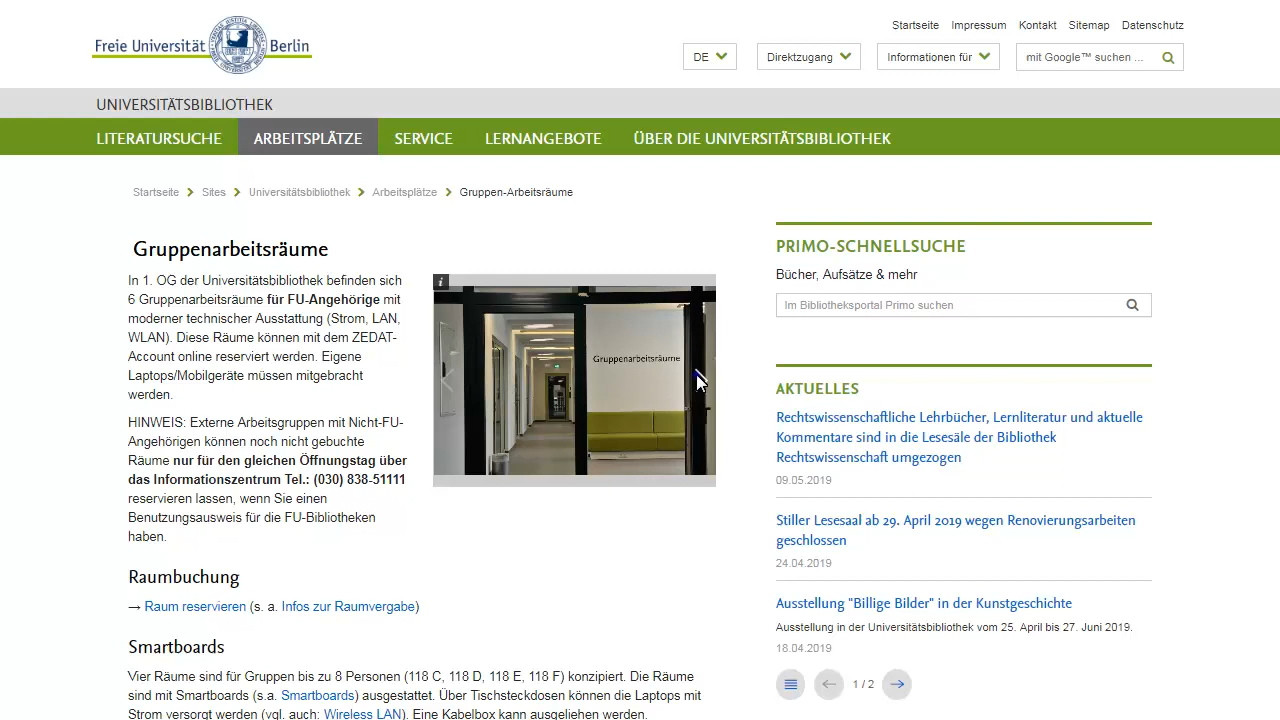 Freie Universität Berlin
Startseite Impressum Kontakt Sitemap Datenschutz
DE Direktzugang Informationen für mit Google™ suchen ...
UNIVERSITÄTSBIBLIOTHEK
LITERATURSUCHE ARBEITSPLÄTZE SERVICE LERNANGEBOTE ÜBER DIE UNIVERSITÄTSBIBLIOTHEK
Startseite Sites Universitätsbibliothek Arbeitsplätze Gruppen-Arbeitsräume
Gruppenarbeitsräume
In 1. OG der Universitätsbibliothek befinden sich
6 Gruppenarbeitsräume für FU-Angehörige mit
moderner technischer Ausstattung (Strom, LAN,
WLAN). Diese Räume können mit dem ZEDAT-
Account online reserviert werden. Eigene
Laptops/Mobilgeräte müssen mitgebracht
werden.
HINWEIS: Externe Arbeitsgruppen mit Nicht-FU-
Angehörigen können noch nicht gebuchte
Räume nur für den gleichen Öffnungstag über
das Informationszentrum Tel.: (030) 838-51111
reservieren lassen, wenn Sie einen
Benutzungsausweis für die FU-Bibliotheken
haben.
i
Gruppenarbeitsräume
Raumbuchung
→ Raum reservieren (s. a. Infos zur Raumvergabe)
Smartboards
Vier Räume sind für Gruppen bis zu 8 Personen (118 C, 118 D, 118 E, 118 F) konzipiert. Die Räume
sind mit Smartboards (s.a. Smartboards) ausgestattet. Über Tischsteckdosen können die Laptops mit
Strom versorgt werden (vgl. auch: Wireless LAN). Eine Kabelbox kann ausgeliehen werden.
PRIMO-SCHNELLSUCHE
Bücher, Aufsätze & mehr
Im Bibliotheksportal Primo suchen
AKTUELLES
Rechtswissenschaftliche Lehrbücher, Lernliteratur und aktuelle
Kommentare sind in die Lesesäle der Bibliothek
Rechtswissenschaft umgezogen
09.05.2019
Stiller Lesesaal ab 29. April 2019 wegen Renovierungsarbeiten
geschlossen
24.04.2019
Ausstellung "Billige Bilder" in der Kunstgeschichte
Ausstellung in der Universitätsbibliothek vom 25. April bis 27. Juni 2019.
18.04.2019
1 / 2